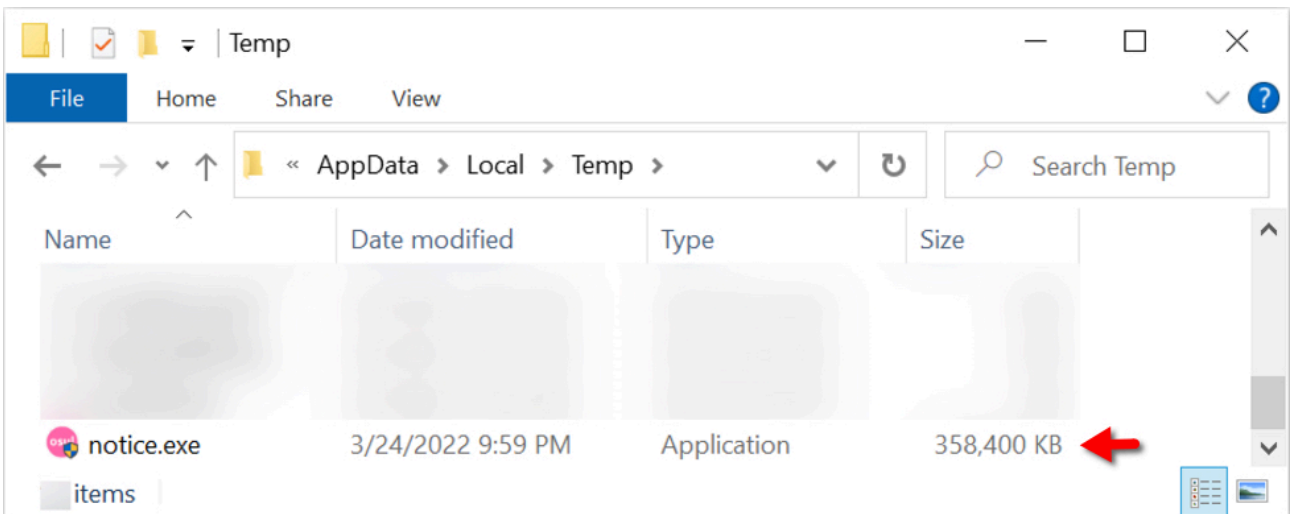 Temp
File Home Share View
« AppData > Local > Temp > Search Temp
Name Date modified Type Size
osu! notice.exe 3/24/2022 9:59 PM Application 358,400 KB
items